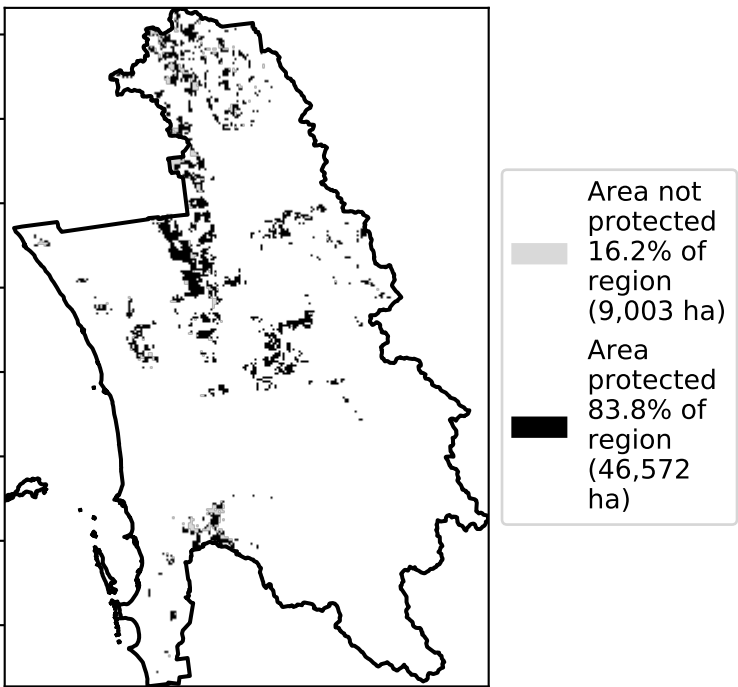 Area not
protected
16.2% of
region
(9,003 ha)
Area
protected
83.8% of
region
(46,572
ha)